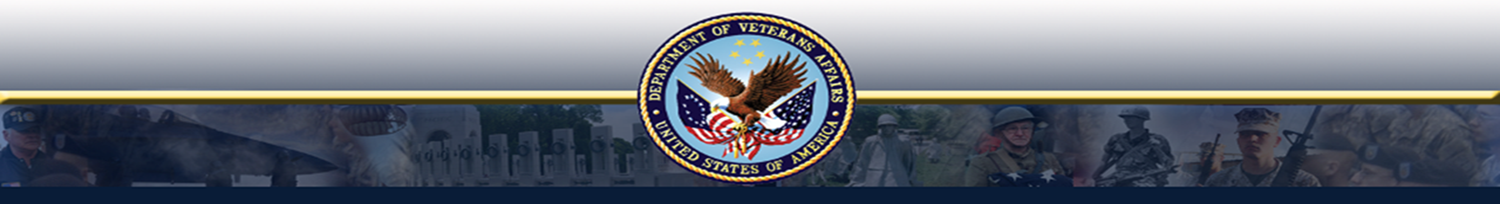 DEPARTMENT OF VETERANS AFFAIRS
UNITED STATES OF AMERICA